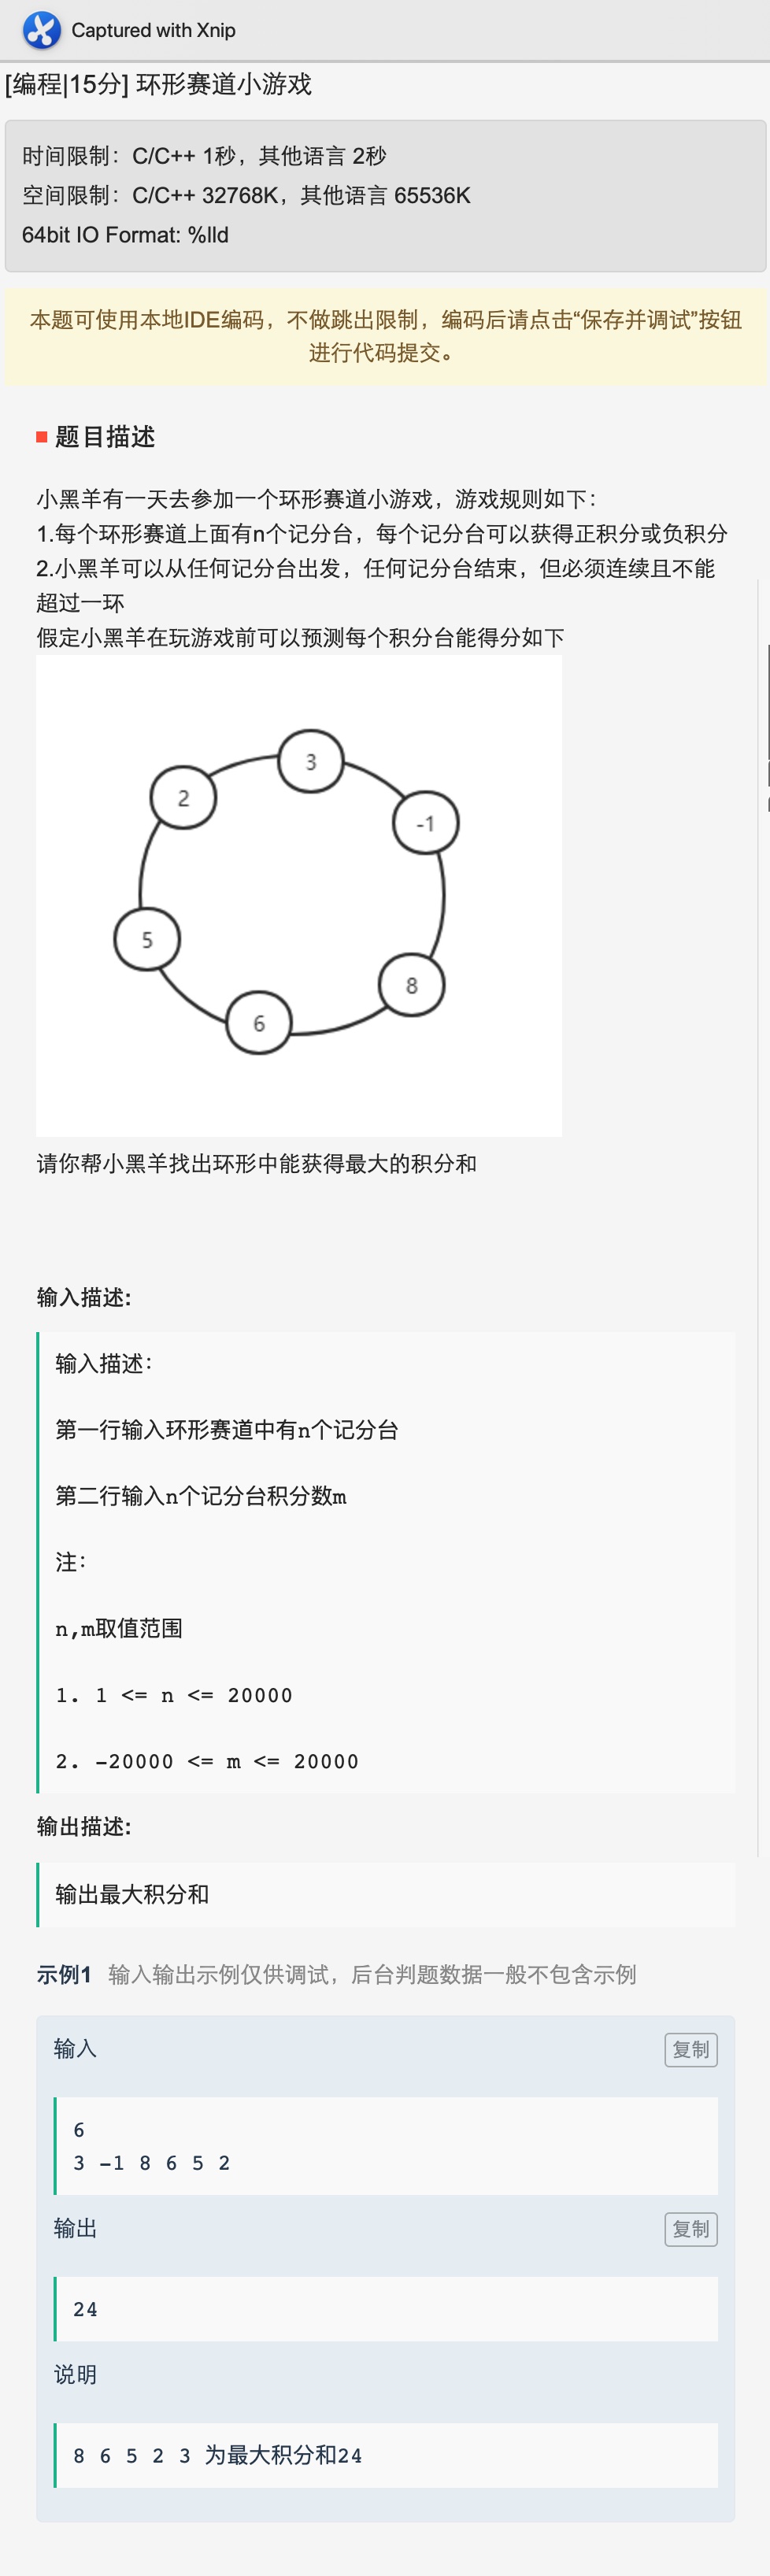 Captured with Xnip
[编程|15分] 环形赛道小游戏
时间限制：C/C++ 1秒，其他语言 2秒
空间限制：C/C++ 32768K，其他语言 65536K
64bit IO Format: %lld
本题可使用本地IDE编码，不做跳出限制，编码后请点击“保存并调试”按钮
进行代码提交。
题目描述
小黑羊有一天去参加一个环形赛道小游戏，游戏规则如下：
1.每个环形赛道上面有n个记分台，每个记分台可以获得正积分或负积分
2.小黑羊可以从任何记分台出发，任何记分台结束，但必须连续且不能
超过一环
假定小黑羊在玩游戏前可以预测每个积分台能得分如下
3
2
-1
5
8
6
请你帮小黑羊找出环形中能获得最大的积分和
输入描述:
输入描述：
第一行输入环形赛道中有n个记分台
第二行输入n个记分台积分数m
注：
n,m取值范围
1. 1 <= n <= 20000
2. -20000 <= m <= 20000
输出描述:
输出最大积分和
示例1 输入输出示例仅供调试，后台判题数据一般不包含示例
输入 复制
6
3 -1 8 6 5 2
输出 复制
24
说明
8 6 5 2 3 为最大积分和24